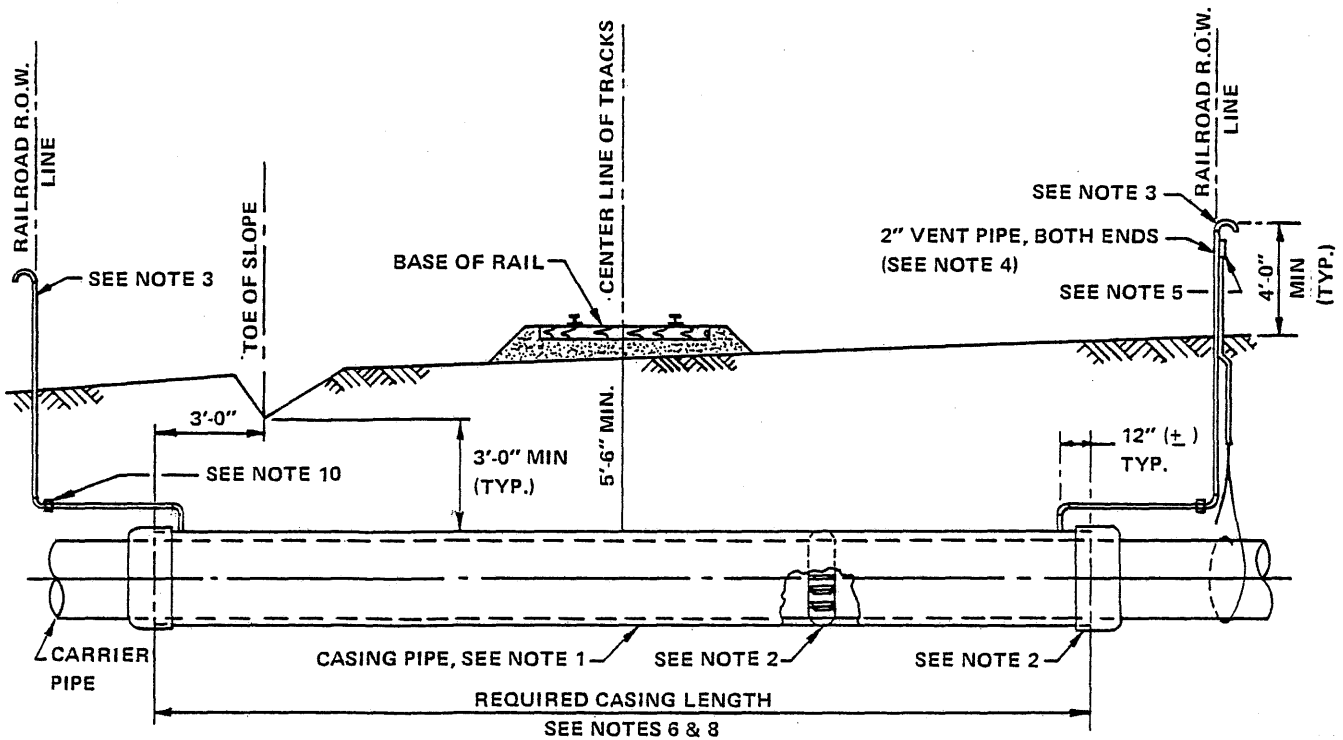 RAILROAD R.O.W.
LINE
SEE NOTE 3
TOE OF SLOPE
BASE OF RAIL
CENTER LINE OF TRACKS
RAILROAD R.O.W.
LINE
SEE NOTE 3
2" VENT PIPE, BOTH ENDS
(SEE NOTE 4)
SEE NOTE 5
4'-0"
MIN
(TYP.)
3'-0"
SEE NOTE 10
3'-0" MIN
(TYP.)
5'-6" MIN.
12" (±)
TYP.
CARRIER
PIPE
CASING PIPE, SEE NOTE 1
SEE NOTE 2
SEE NOTE 2
REQUIRED CASING LENGTH
SEE NOTES 6 & 8